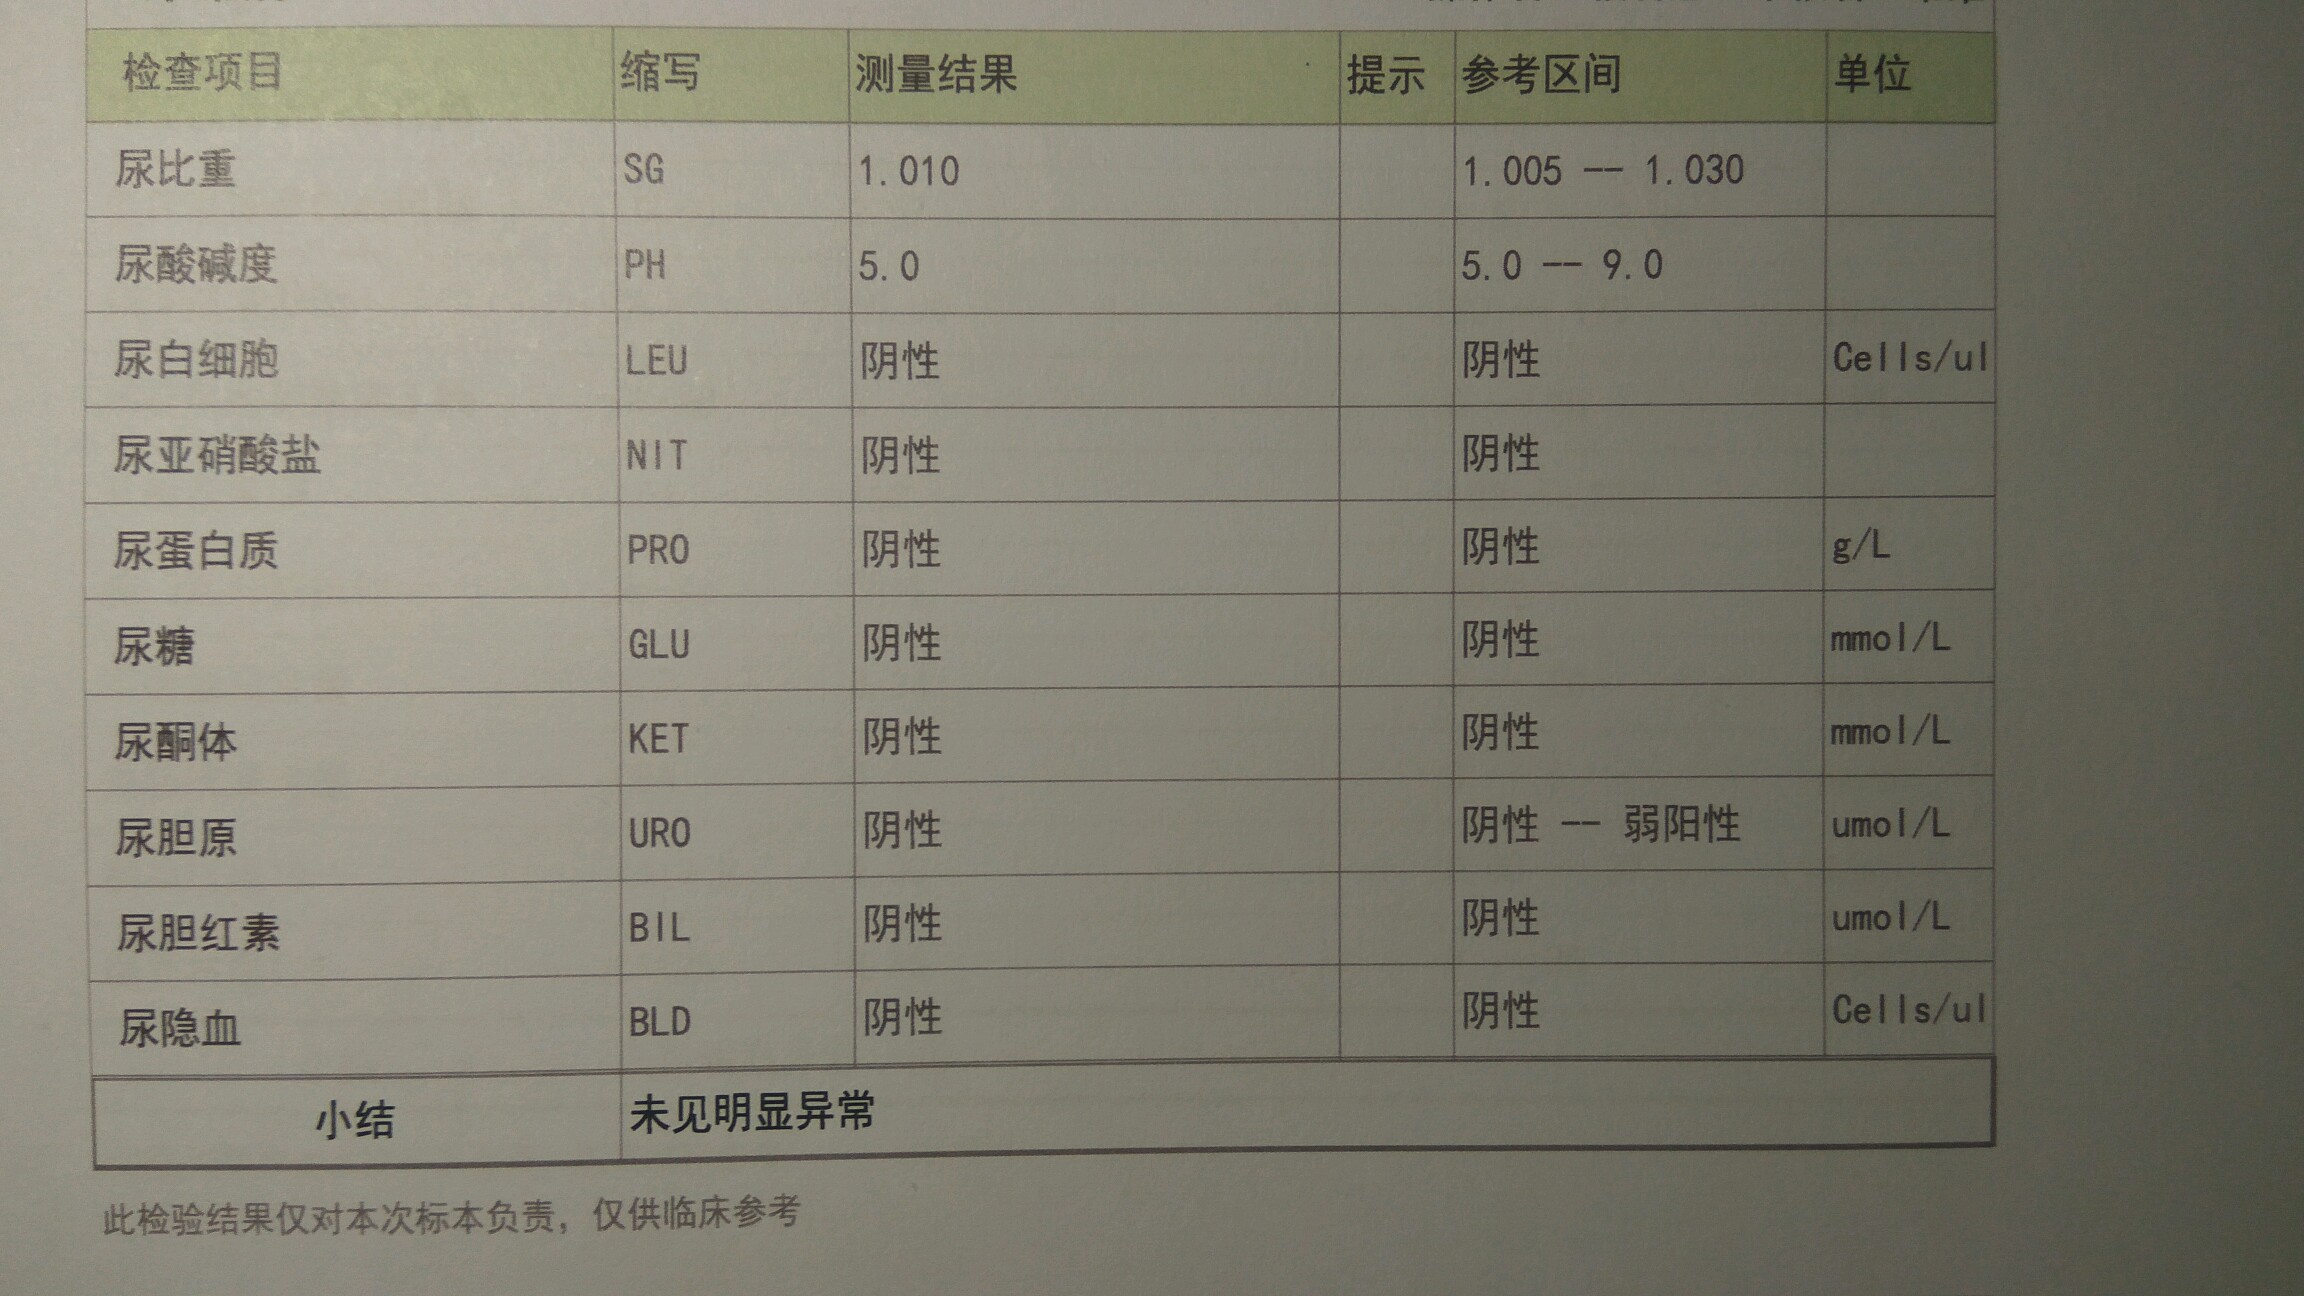 检查项目 缩写 测量结果 提示 参考区间 单位
尿比重 SG 1.010 1.005 -- 1.030
尿酸碱度 PH 5.0 5.0 -- 9.0
尿白细胞 LEU 阴性 阴性 Cells/ul
尿亚硝酸盐 NIT 阴性 阴性
尿蛋白质 PRO 阴性 阴性 g/L
尿糖 GLU 阴性 阴性 mmol/L
尿酮体 KET 阴性 阴性 mmol/L
尿胆原 URO 阴性 阴性 -- 弱阳性 umol/L
尿胆红素 BIL 阴性 阴性 umol/L
尿隐血 BLD 阴性 阴性 Cells/ul
小结 未见明显异常
此检验结果仅对本次标本负责，仅供临床参考